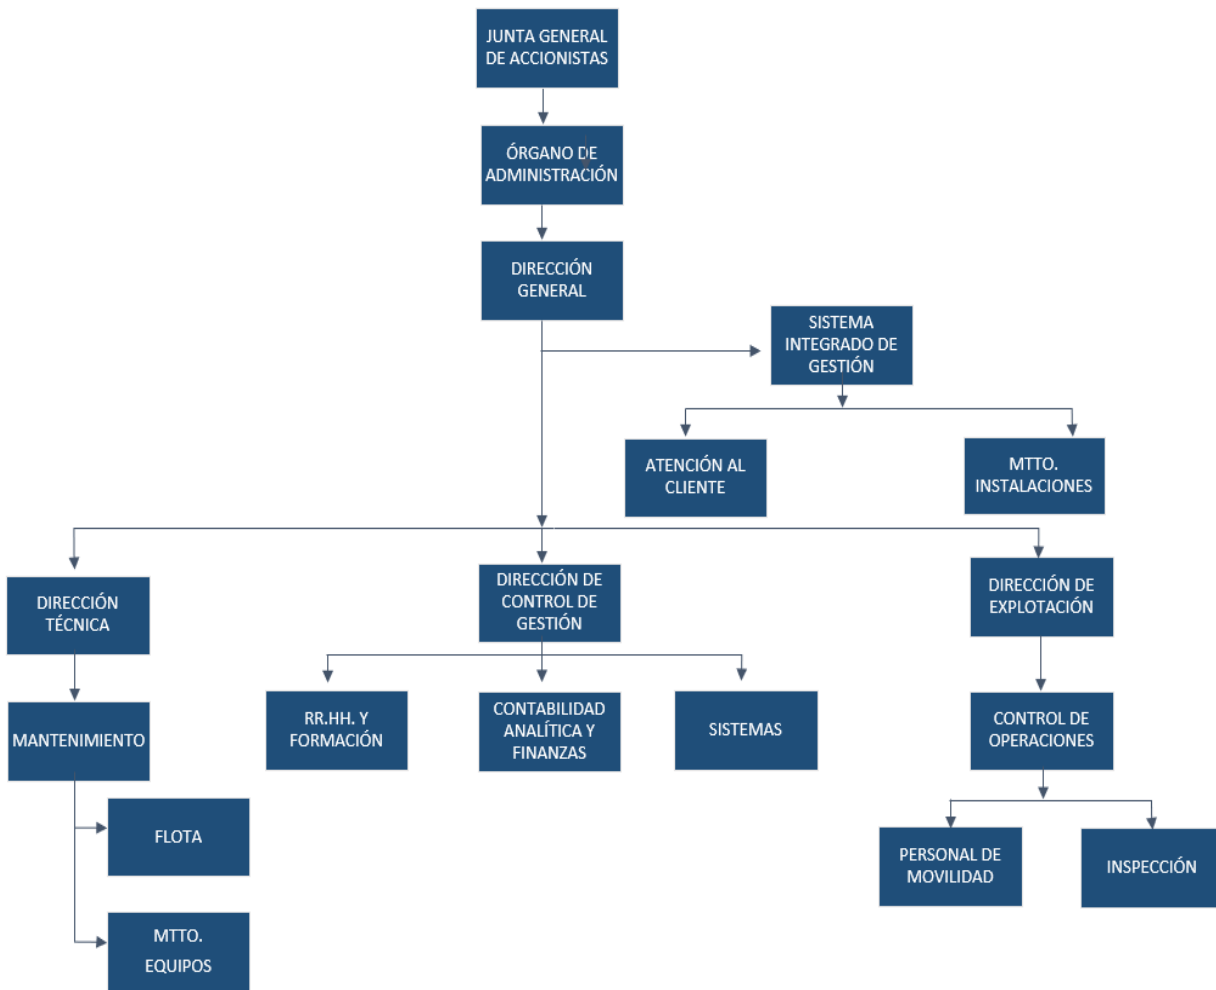 JUNTA GENERAL
DE ACCIONISTAS
ÓRGANO DE
ADMINISTRACIÓN
DIRECCIÓN
GENERAL
SISTEMA
INTEGRADO DE
GESTIÓN
ATENCIÓN AL
CLIENTE
MTTO.
INSTALACIONES
DIRECCIÓN
TÉCNICA
DIRECCIÓN DE
CONTROL DE
GESTIÓN
DIRECCIÓN DE
EXPLOTACIÓN
MANTENIMIENTO
RR.HH. Y
FORMACIÓN
CONTABILIDAD
ANALÍTICA Y
FINANZAS
SISTEMAS
CONTROL DE
OPERACIONES
FLOTA
PERSONAL DE
MOVILIDAD
INSPECCIÓN
MTTO.
EQUIPOS